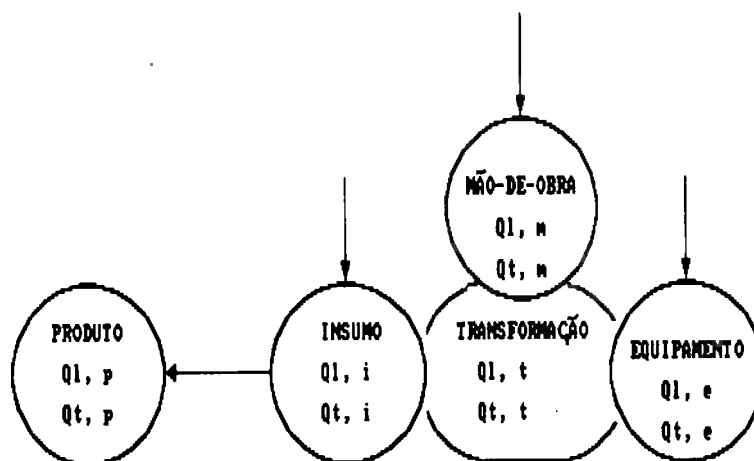 MÃO-DE-OBRA
Ql, m
Qt, m
PRODUTO
Ql, p
Qt, p
INSUMO
Ql, i
Qt, i
TRANSFORMAÇÃO
Ql, t
Qt, t
EQUIPAMENTO
Ql, e
Qt, e